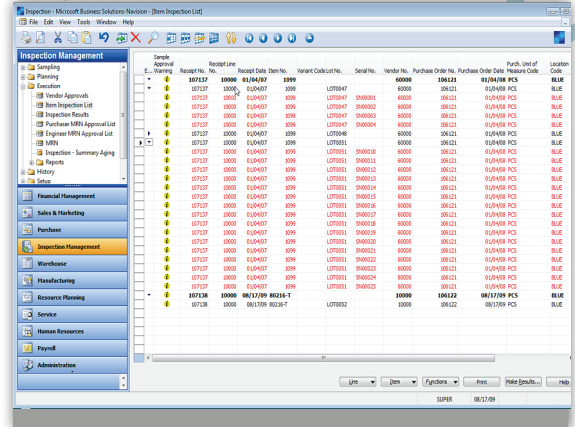 Inspection - Microsoft Business Solutions-Navision - [Item Inspection List]
File Edit View Tools Window Help
Inspection Management
Sampling
Planning
Execution
Vendor Approvals
Item Inspection List
Inspection Results
Purchaser MRN Approval List
Engineer MRN Approval List
MRN
Inspection - Summary Aging
Reports
History
Setup
Financial Management
Sales & Marketing
Purchase
Inspection Management
Warehouse
Manufacturing
Resource Planning
Service
Human Resources
Payroll
Administration
Sample
Approval Receipt Line Purch. Unit of Location
E... Warning Receipt No. No. Receipt Date Item No. Variant Code Lot No. Serial No. Vendor No. Purchase Order No. Purchase Order Date Measure Code Code
107137 10000 01/04/07 1099 60000 106121 01/04/08 PCS BLUE
107137 10000 01/04/07 1099 LOT0047 60000 106121 01/04/08 PCS BLUE
107137 10000 01/04/07 1099 LOT0047 SN00001 60000 106121 01/04/08 PCS BLUE
107137 10000 01/04/07 1099 LOT0047 SN00002 60000 106121 01/04/08 PCS BLUE
107137 10000 01/04/07 1099 LOT0047 SN00003 60000 106121 01/04/08 PCS BLUE
107137 10000 01/04/07 1099 LOT0047 SN00004 60000 106121 01/04/08 PCS BLUE
107137 10000 01/04/07 1099 LOT0048 60000 106121 01/04/08 PCS BLUE
107137 10000 01/04/07 1099 LOT0051 60000 106121 01/04/08 PCS BLUE
107137 10000 01/04/07 1099 LOT0051 SN00010 60000 106121 01/04/08 PCS BLUE
107137 10000 01/04/07 1099 LOT0051 SN00011 60000 106121 01/04/08 PCS BLUE
107137 10000 01/04/07 1099 LOT0051 SN00012 60000 106121 01/04/08 PCS BLUE
107137 10000 01/04/07 1099 LOT0051 SN00013 60000 106121 01/04/08 PCS BLUE
107137 10000 01/04/07 1099 LOT0051 SN00014 60000 106121 01/04/08 PCS BLUE
107137 10000 01/04/07 1099 LOT0051 SN00015 60000 106121 01/04/08 PCS BLUE
107137 10000 01/04/07 1099 LOT0051 SN00016 60000 106121 01/04/08 PCS BLUE
107137 10000 01/04/07 1099 LOT0051 SN00017 60000 106121 01/04/08 PCS BLUE
107137 10000 01/04/07 1099 LOT0051 SN00018 60000 106121 01/04/08 PCS BLUE
107137 10000 01/04/07 1099 LOT0051 SN00019 60000 106121 01/04/08 PCS BLUE
107137 10000 01/04/07 1099 LOT0051 SN00020 60000 106121 01/04/08 PCS BLUE
107137 10000 01/04/07 1099 LOT0051 SN00021 60000 106121 01/04/08 PCS BLUE
107137 10000 01/04/07 1099 LOT0051 SN00022 60000 106121 01/04/08 PCS BLUE
107137 10000 01/04/07 1099 LOT0051 SN00023 60000 106121 01/04/08 PCS BLUE
107137 10000 01/04/07 1099 LOT0051 SN00024 60000 106121 01/04/08 PCS BLUE
107137 10000 01/04/07 1099 LOT0051 SN00025 60000 106121 01/04/08 PCS BLUE
107138 10000 08/17/09 80216-T 10000 106122 08/17/09 PCS BLUE
107138 10000 08/17/09 80216-T LOT0052 10000 106122 08/17/09 PCS BLUE
Line Item Functions Print Make Results... Help
SUPER 08/17/09